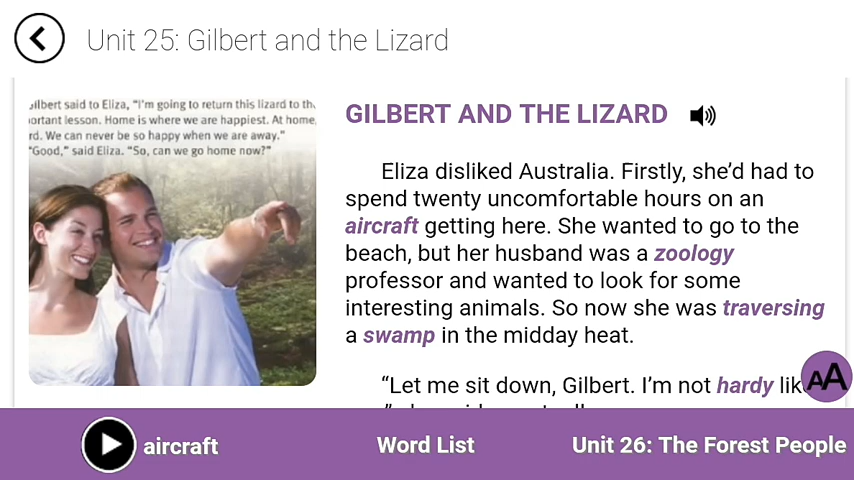 Unit 25: Gilbert and the Lizard
ilbert said to Eliza, "I'm going to return this lizard to th
ortant lesson. Home is where we are happiest. At home,
rd. We can never be so happy when we are away."
"Good," said Eliza. "So, can we go home now?"
GILBERT AND THE LIZARD
Eliza disliked Australia. Firstly, she'd had to
spend twenty uncomfortable hours on an
aircraft getting here. She wanted to go to the
beach, but her husband was a zoology
professor and wanted to look for some
interesting animals. So now she was traversing
a swamp in the midday heat.
"Let me sit down, Gilbert. I'm not hardy lik
AA
aircraft
Word List
Unit 26: The Forest People